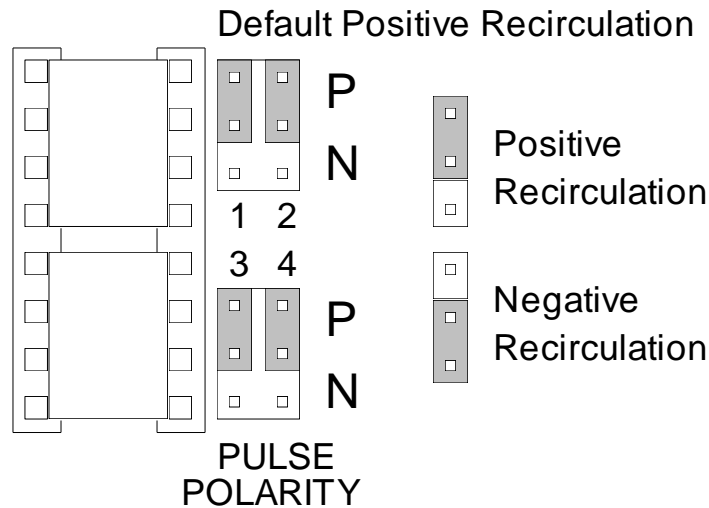 Default Positive Recirculation
P
N
1 2
3 4
P
N
PULSE
POLARITY
Positive
Recirculation
Negative
Recirculation